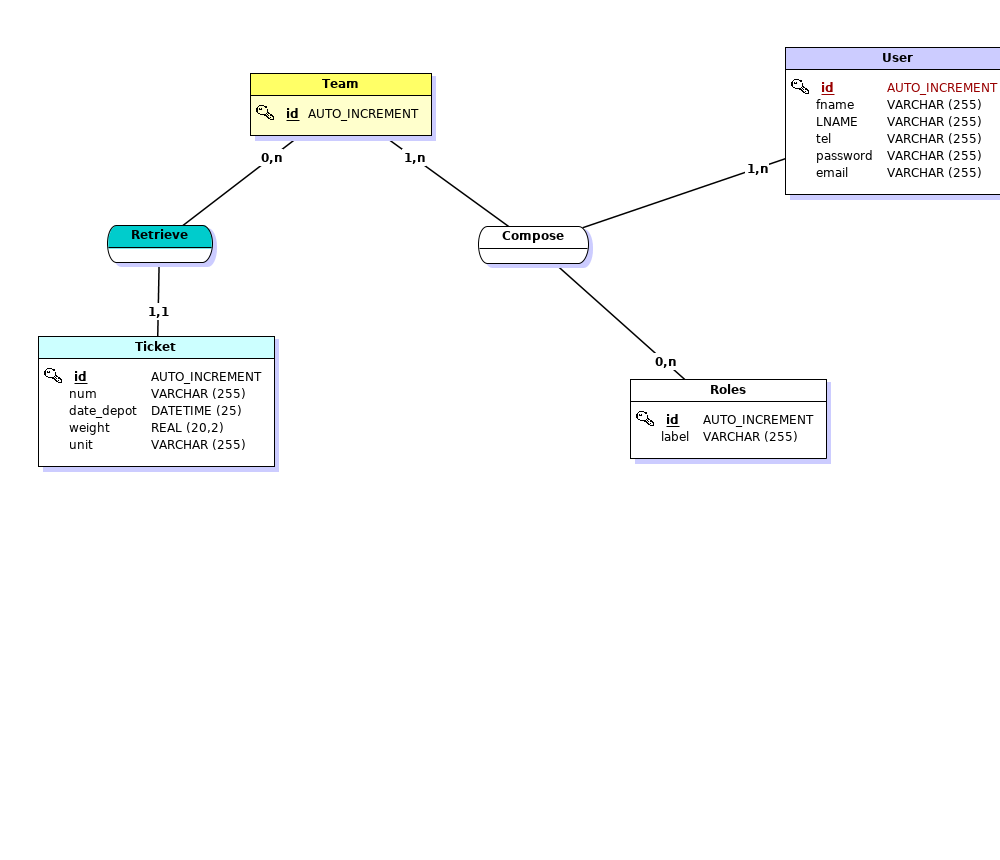 Team
id AUTO_INCREMENT
0,n
1,n
User
id AUTO_INCREMENT
fname VARCHAR (255)
LNAME VARCHAR (255)
tel VARCHAR (255)
password VARCHAR (255)
email VARCHAR (255)
1,n
Retrieve
Compose
1,1
0,n
Ticket
id AUTO_INCREMENT
num VARCHAR (255)
date_depot DATETIME (25)
weight REAL (20,2)
unit VARCHAR (255)
Roles
id AUTO_INCREMENT
label VARCHAR (255)